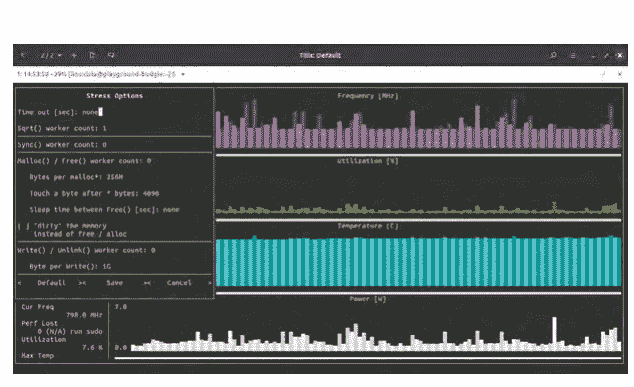 2/2
Tilix: Default
Stress Options
Time out [sec]: none
Sqrt() worker count: 1
Sync() worker count: 0
Malloc() / Free() worker count: 0
Bytes per malloc*: 256M
Touch a byte after * bytes: 4096
Sleep time between Free() [sec]: none
[ ] "dirty" the memory
instead of free / alloc
Write() / Unlink() worker count: 0
Byte per Write(): 1G
< Default >< Save >< Cancel >
Frequency [MHz]
Utilization [%]
Temperature [C]
Power [W]
Cur Freq
798.0 MHz
Perf Lost
0 (N/A) run sudo
Utilization
7.6 %
Max Temp
7.0
0.0